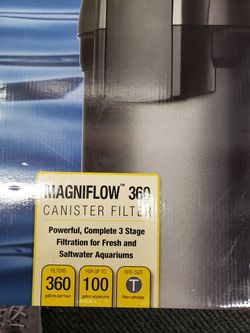 MAGNIFLOW™ 360
CANISTER FILTER
Powerful, Complete 3 Stage
Filtration for Fresh and
Saltwater Aquariums
FILTERS
360
gallons per hour
FOR UP TO
100
gallon aquariums
RITE-SIZE
T
filter cartridge